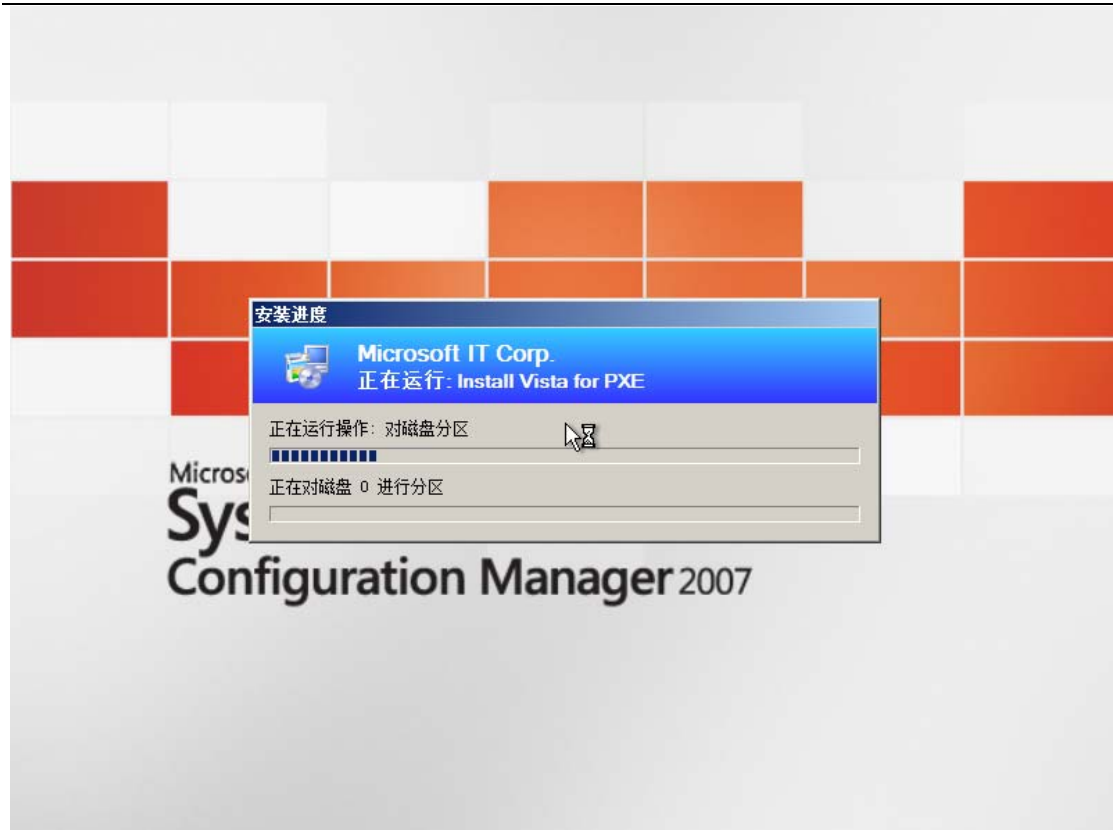 安装进度
Microsoft IT Corp.
正在运行: Install Vista for PXE
正在运行操作: 对磁盘分区
正在对磁盘 0 进行分区
Micros
Sys
Configuration Manager 2007